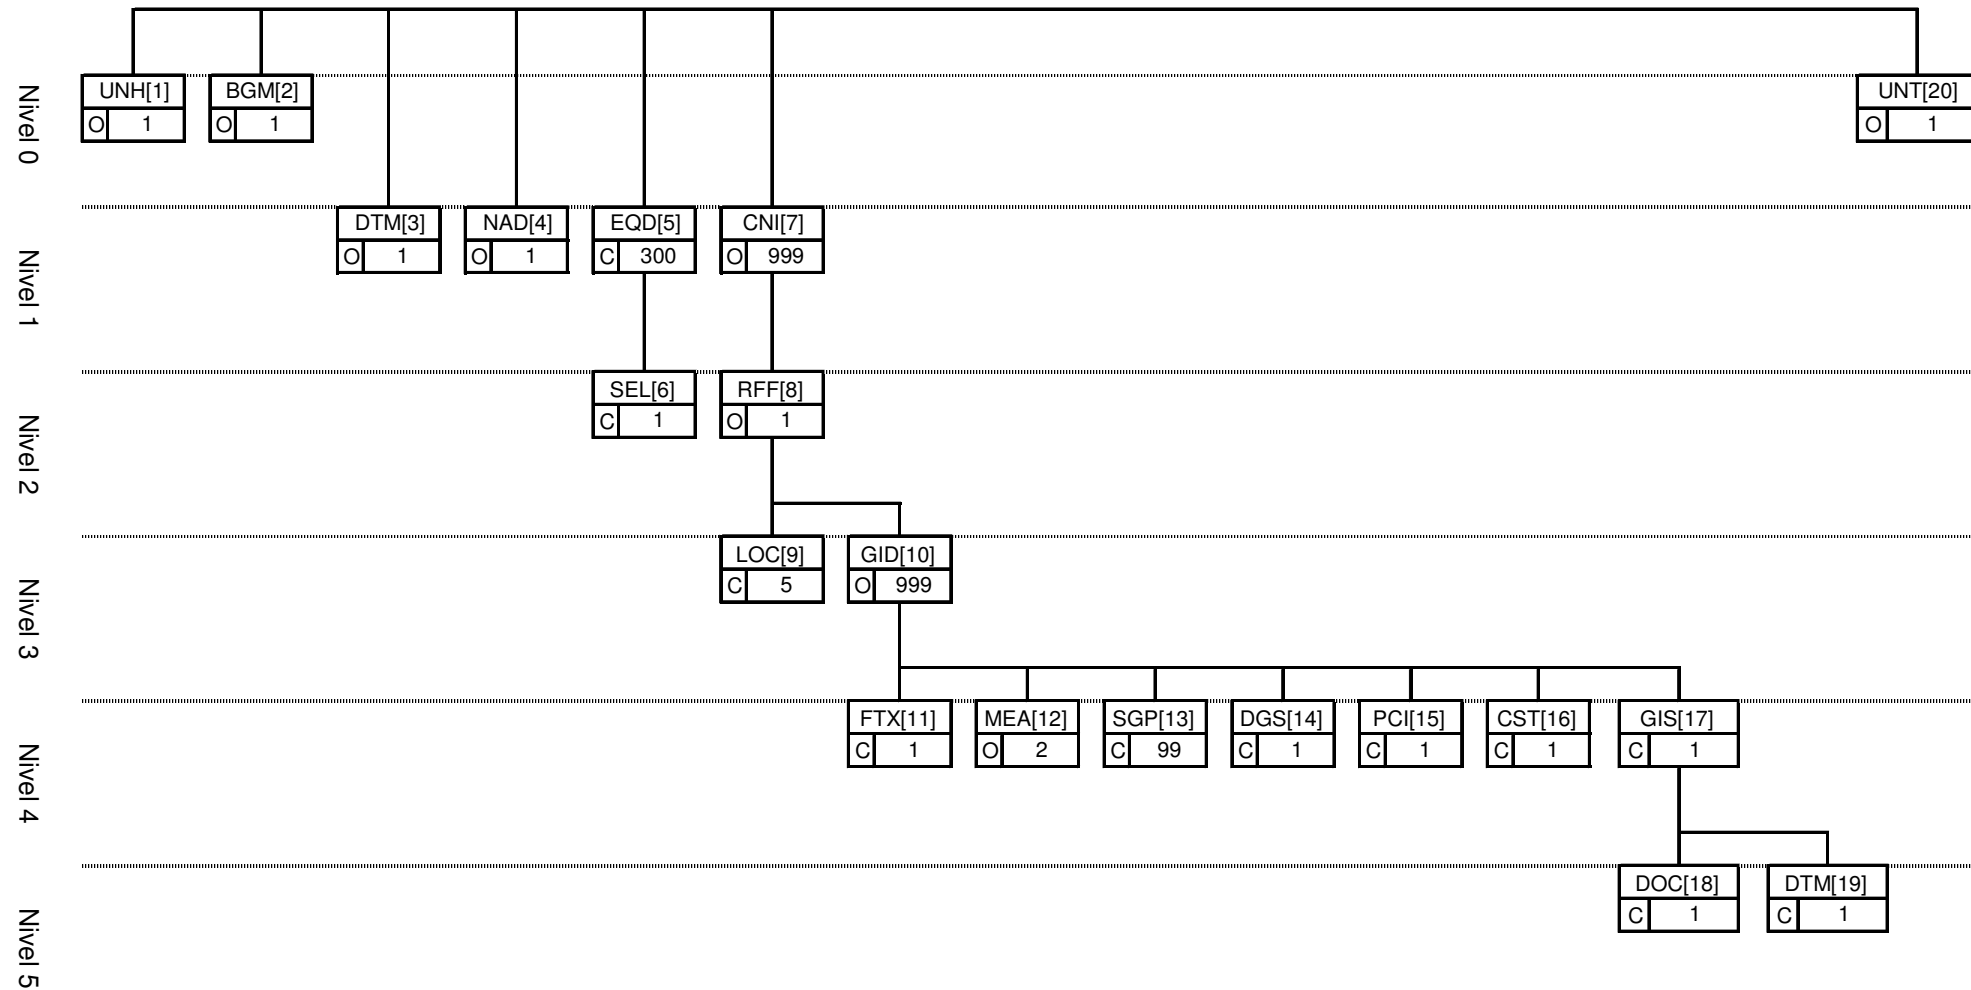 Nivel 0
UNH[1] BGM[2] UNT[20]
O 1 O 1 O 1
Nivel 1
DTM[3] NAD[4] EQD[5] CNI[7]
O 1 O 1 C 300 O 999
Nivel 2
SEL[6] RFF[8]
C 1 O 1
Nivel 3
LOC[9] GID[10]
C 5 O 999
Nivel 4
FTX[11] MEA[12] SGP[13] DGS[14] PCI[15] CST[16] GIS[17]
C 1 O 2 C 99 C 1 C 1 C 1 C 1
Nivel 5
DOC[18] DTM[19]
C 1 C 1